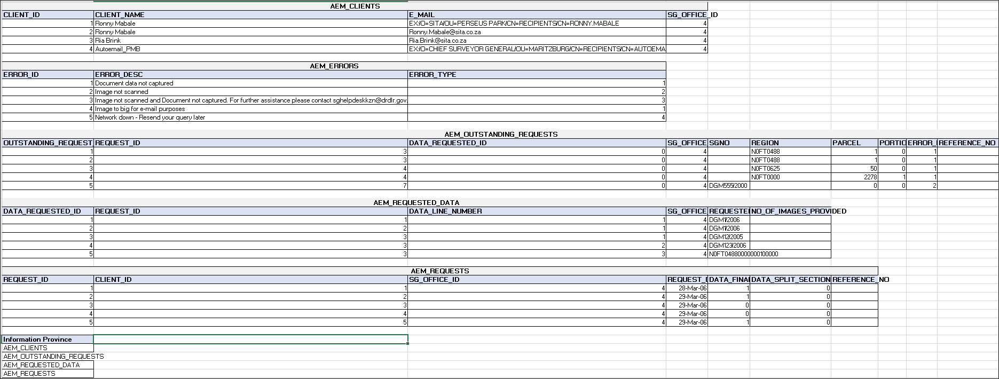 AEM_CLIENTS
CLIENT_ID CLIENT_NAME E_MAIL SG_OFFICE_ID
1 Ronny Mabale EX:/O=SITA/OU=PERSEUS PARK/CN=RECIPIENTS/CN=RONNY.MABALE 4
2 Ronny Mabale Ronny.Mabale@sita.co.za 4
3 Ria Brink Ria.Brink@sita.co.za 4
4 Autoemail_PMB EX:/O=CHIEF SURVEYOR GENERAL/OU=MARITZBURG/CN=RECIPIENTS/CN=AUTOEMA 4
AEM_ERRORS
ERROR_ID ERROR_DESC ERROR_TYPE
1 Document data not captured 1
2 Image not scanned 2
3 Image not scanned and Document not captured. For further assistance please contact sghelpdeskkzn@drdlr.gov. 3
4 Image to big for e-mail purposes 1
5 Network down - Resend your query later 4
AEM_OUTSTANDING_REQUESTS
OUTSTANDING_REQUEST REQUEST_ID DATA_REQUESTED_ID SG_OFFICE SGNO REGION PARCEL PORTIO ERROR_ REFERENCE_NO
1 3 0 4 N0FT0488 1 0 1
2 3 0 4 N0FT0488 1 0 1
3 4 0 4 N0FT0625 50 0 1
4 4 0 4 N0FT0000 2278 1 1
5 7 0 4 DGM555/2000 0 0 2
AEM_REQUESTED_DATA
DATA_REQUESTED_ID REQUEST_ID DATA_LINE_NUMBER SG_OFFICE REQUESTE NO_OF_IMAGES_PROVIDED
1 1 1 4 DGM1/2006
2 2 1 4 DGM1/2006
3 3 1 4 DGM12/2005
4 3 2 4 DGM123/2006
5 3 3 4 N0FT04880000000100000
AEM_REQUESTS
REQUEST_ID CLIENT_ID SG_OFFICE_ID REQUEST_ DATA_FINA DATA_SPLIT_SECTION REFERENCE_NO
1 1 4 28-Mar-06 1 0
2 2 4 29-Mar-06 1 0
3 3 4 29-Mar-06 0 0
4 4 4 29-Mar-06 0 0
5 5 4 29-Mar-06 1 0
Information Province
AEM_CLIENTS
AEM_OUTSTANDING_REQUESTS
AEM_REQUESTED_DATA
AEM_REQUESTS